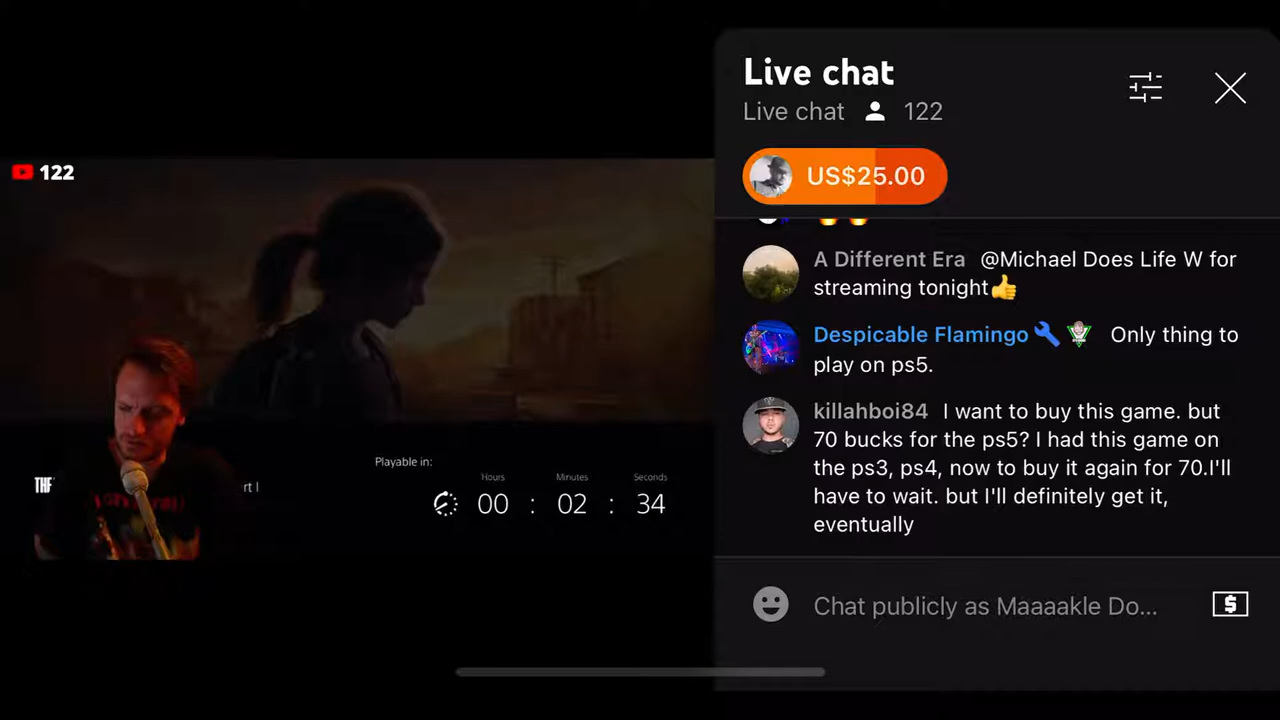 122
Playable in:
Hours Minutes Seconds
00 : 02 : 34
Live chat
Live chat 122
US$25.00
A Different Era @Michael Does Life W for
streaming tonight👍
Despicable Flamingo Only thing to
play on ps5.
killahboi84 I want to buy this game. but
70 bucks for the ps5? I had this game on
the ps3, ps4, now to buy it again for 70.I'll
have to wait. but I'll definitely get it,
eventually
Chat publicly as Maaaakle Do...